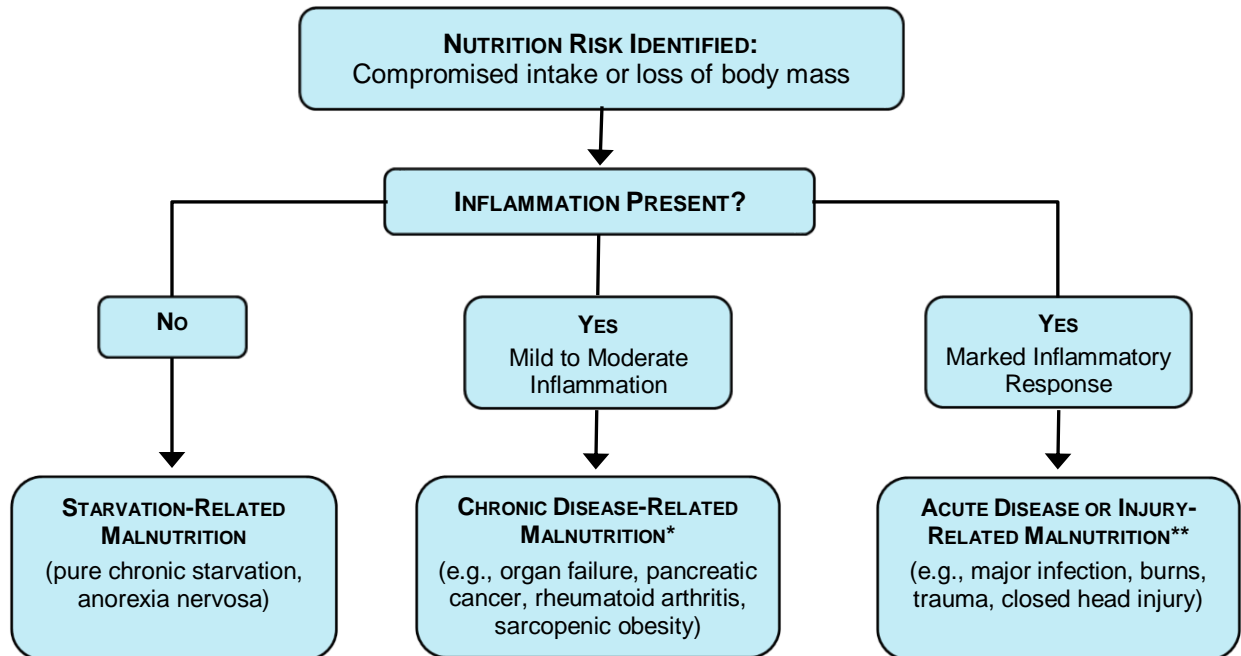 NUTRITION RISK IDENTIFIED:
Compromised intake or loss of body mass
INFLAMMATION PRESENT?
NO
YES
Mild to Moderate
Inflammation
YES
Marked Inflammatory
Response
STARVATION-RELATED
MALNUTRITION
(pure chronic starvation,
anorexia nervosa)
CHRONIC DISEASE-RELATED
MALNUTRITION*
(e.g., organ failure, pancreatic
cancer, rheumatoid arthritis,
sarcopenic obesity)
ACUTE DISEASE OR INJURY-
RELATED MALNUTRITION**
(e.g., major infection, burns,
trauma, closed head injury)